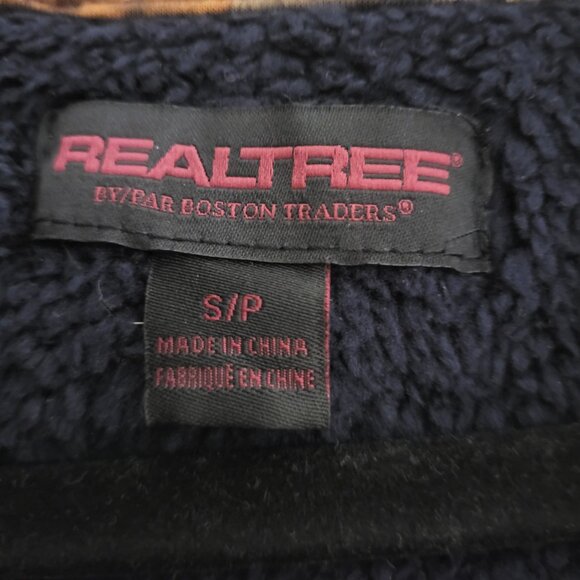 REALTREE®
BY/PAR BOSTON TRADERS®
S/P
MADE IN CHINA
FABRIQUÉ EN CHINE